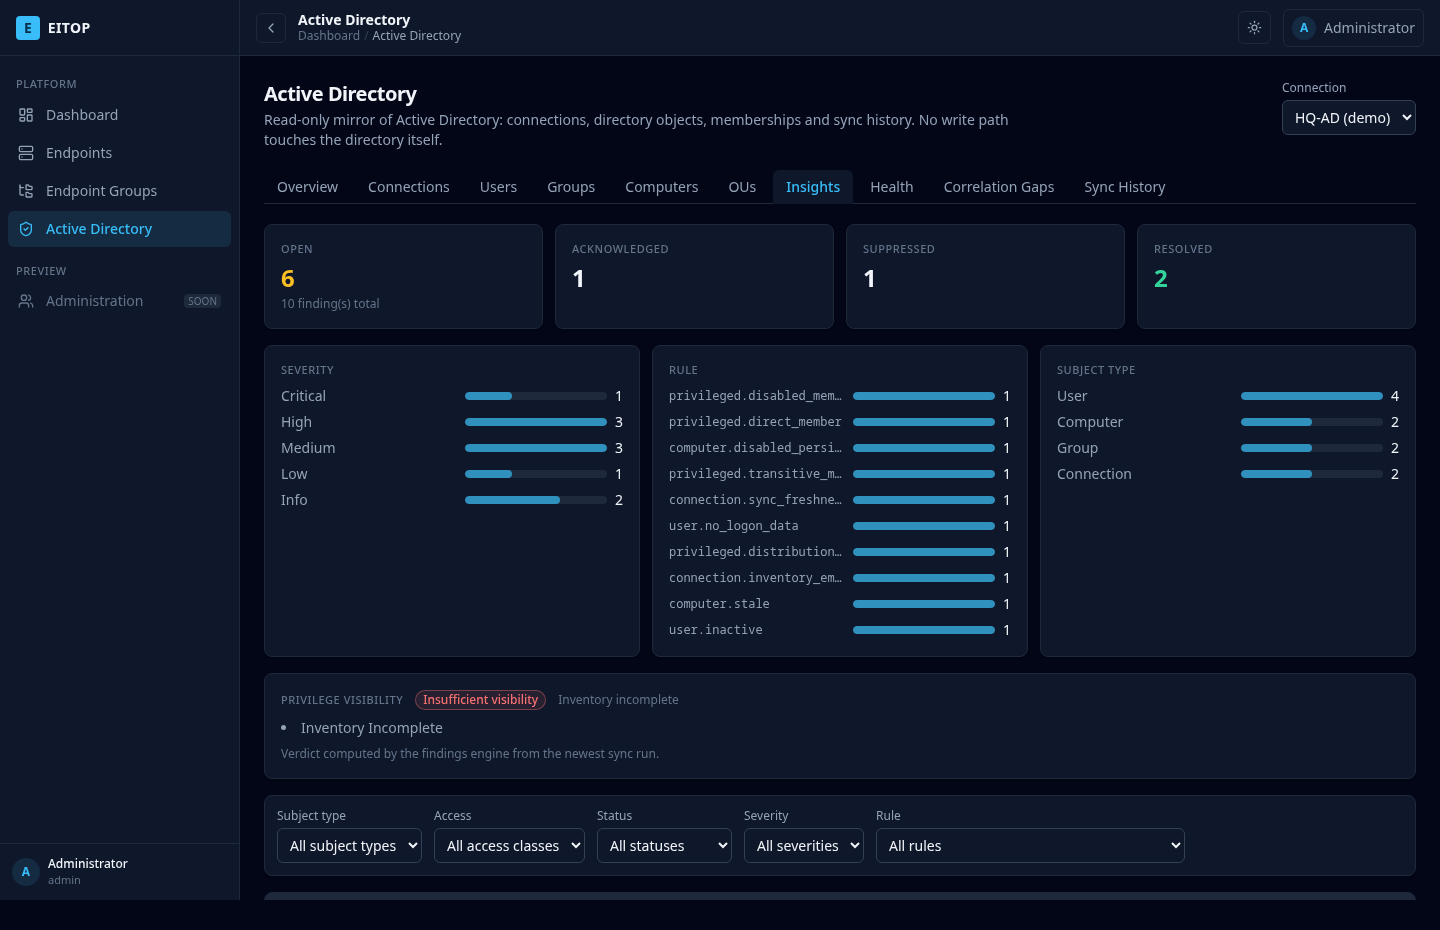 E EITOP
Active Directory
Dashboard / Active Directory
A Administrator
PLATFORM
Dashboard
Endpoints
Endpoint Groups
Active Directory
PREVIEW
Administration SOON
A Administrator
admin
Active Directory
Read-only mirror of Active Directory: connections, directory objects, memberships and sync history. No write path
touches the directory itself.
Connection
HQ-AD (demo)
Overview Connections Users Groups Computers OUs Insights Health Correlation Gaps Sync History
OPEN
6
10 finding(s) total
ACKNOWLEDGED
1
SUPPRESSED
1
RESOLVED
2
SEVERITY
Critical 1
High 3
Medium 3
Low 1
Info 2
RULE
privileged.disabled_mem… 1
privileged.direct_member 1
computer.disabled_persi… 1
privileged.transitive_m… 1
connection.sync_freshne… 1
user.no_logon_data 1
privileged.distribution… 1
connection.inventory_em… 1
computer.stale 1
user.inactive 1
SUBJECT TYPE
User 4
Computer 2
Group 2
Connection 2
PRIVILEGE VISIBILITY Insufficient visibility Inventory incomplete
• Inventory Incomplete
Verdict computed by the findings engine from the newest sync run.
Subject type Access Status Severity Rule
All subject types All access classes All statuses All severities All rules